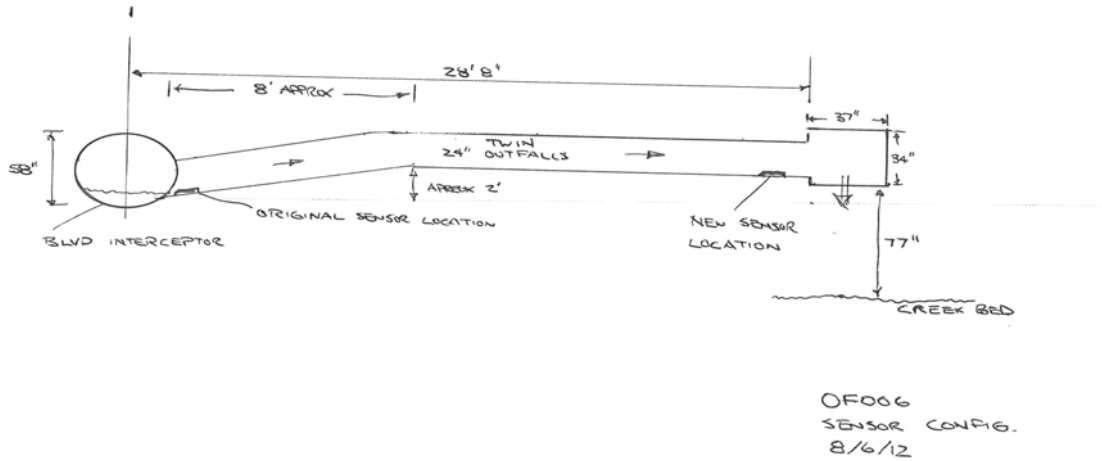 28' 8"
8' APPROX
37"
58"
TWIN
24" OUTFALLS
34"
APPROX 2'
ORIGINAL SENSOR LOCATION
BLVD INTERCEPTOR
NEW SENSOR
LOCATION
77"
CREEK BED
OF006
SENSOR CONFIG.
8/6/12